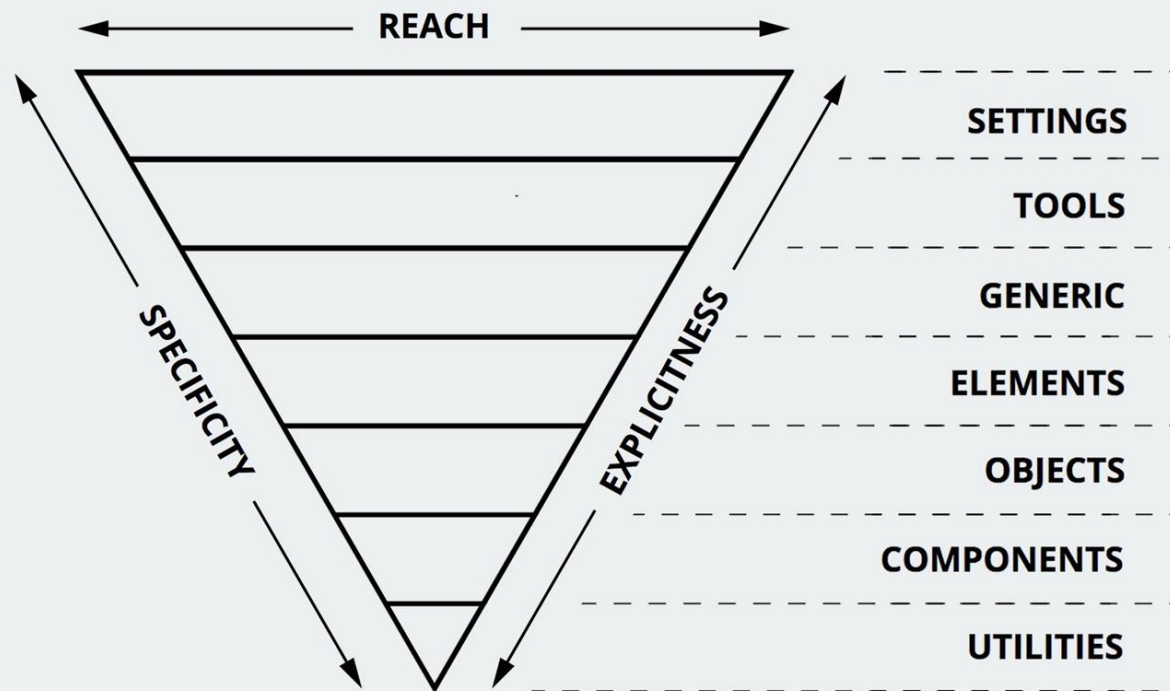 REACH
SETTINGS
TOOLS
GENERIC
ELEMENTS
OBJECTS
COMPONENTS
UTILITIES
SPECIFICITY
EXPLICITNESS